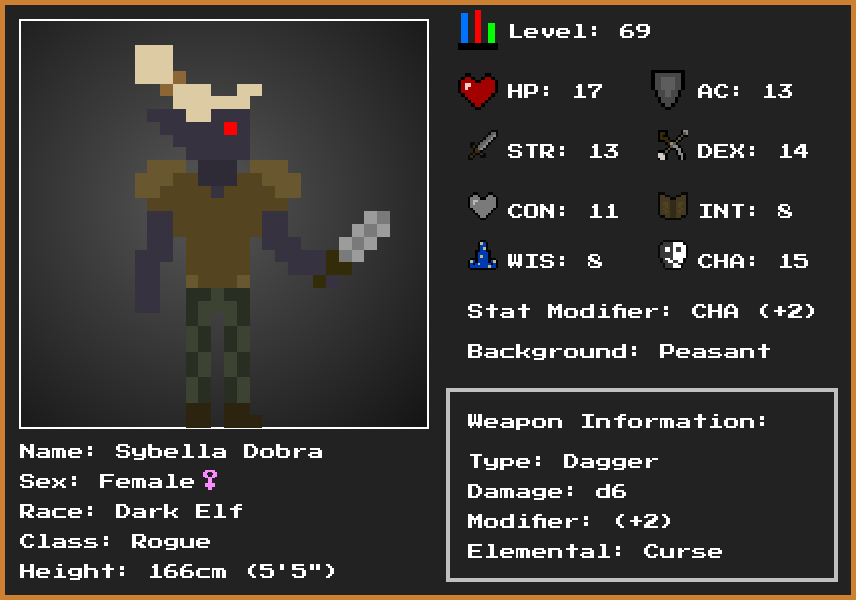 Level: 69
HP: 17 AC: 13
STR: 13 DEX: 14
CON: 11 INT: 8
WIS: 8 CHA: 15
Stat Modifier: CHA (+2)
Background: Peasant
Weapon Information:
Type: Dagger
Damage: d6
Modifier: (+2)
Elemental: Curse
Name: Sybella Dobra
Sex: Female♀
Race: Dark Elf
Class: Rogue
Height: 166cm (5'5")